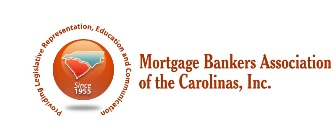 Providing Legislative Representation, Education and Communication
Since
1955
Mortgage Bankers Association
of the Carolinas, Inc.